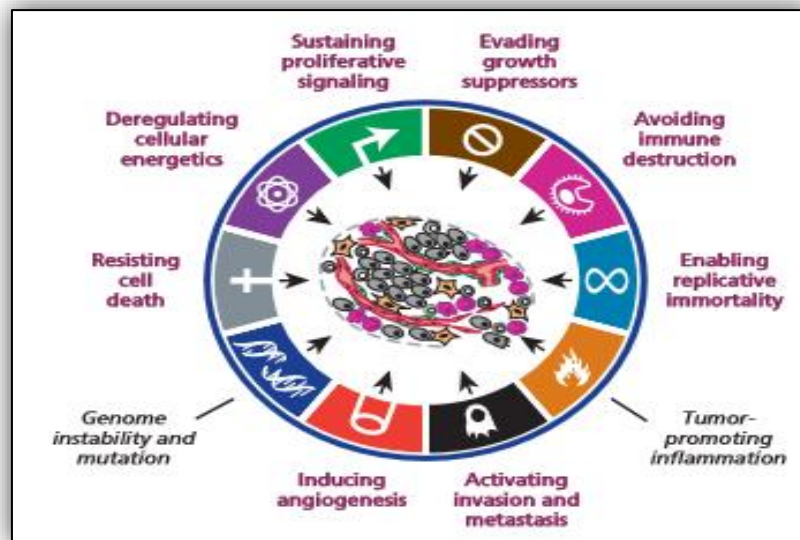 Sustaining
proliferative
signaling
Evading
growth
suppressors
Avoiding
immune
destruction
Enabling
replicative
immortality
Tumor-
promoting
inflammation
Activating
invasion and
metastasis
Inducing
angiogenesis
Genome
instability and
mutation
Resisting
cell
death
Deregulating
cellular
energetics